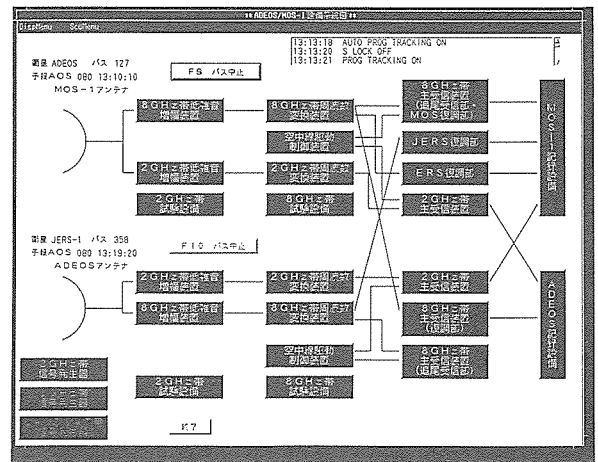 ** ADEOS/MOS-1設備系統図 **
DispMenu ScdMenu
13:13:18 AUTO PROG TRACKING ON
13:13:20 S LOCK OFF
13:13:21 PROG TRACKING ON
衛星 ADEOS パス 127
予報AOS 080 13:10:10
MOS-1アンテナ
F5 パス中止
8GHz帯低雑音
増幅装置
8GHz帯周波数
変換装置
8GHz帯
主受信装置
(追尾受信部・
MOS復調部)
空中線駆動
制御装置
JERS復調部
2GHz帯低雑音
増幅装置
2GHz帯周波数
変換装置
ERS復調部
2GHz帯
試験設備
8GHz帯
試験設備
2GHz帯
主受信装置
MOS-1記録設備
衛星 JERS-1 パス 358
予報AOS 080 13:19:20
ADEOSアンテナ
F10 パス中止
2GHz帯低雑音
増幅装置
2GHz帯周波数
変換装置
2GHz帯
主受信装置
8GHz帯低雑音
増幅装置
8GHz帯周波数
変換装置
8GHz帯
主受信装置
(復調部)
空中線駆動
制御装置
8GHz帯
主受信装置
(追尾受信部)
2GHz帯
試験設備
8GHz帯
試験設備
ADEOS記録設備
2GHz帯
信号発生器
終了